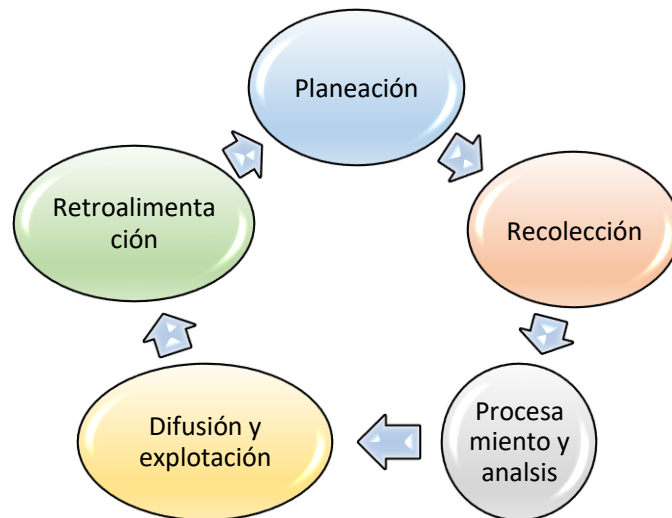 Planeación
Recolección
Procesa
miento y
analsis
Difusión y
explotación
Retroalimenta
ción